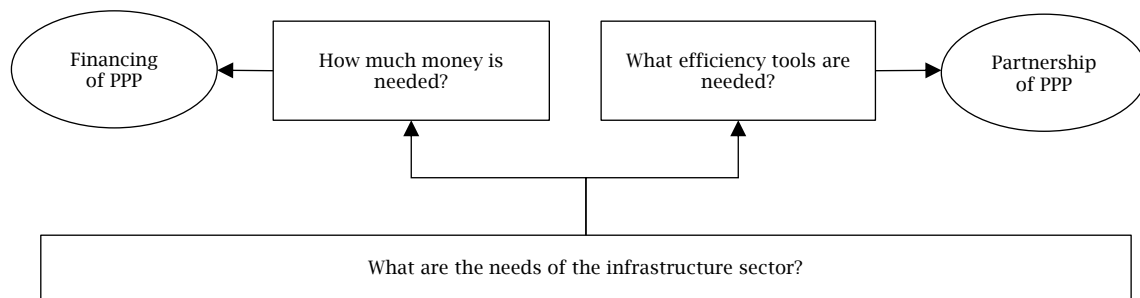 Financing
of PPP
How much money is
needed?
What efficiency tools are
needed?
Partnership
of PPP
What are the needs of the infrastructure sector?